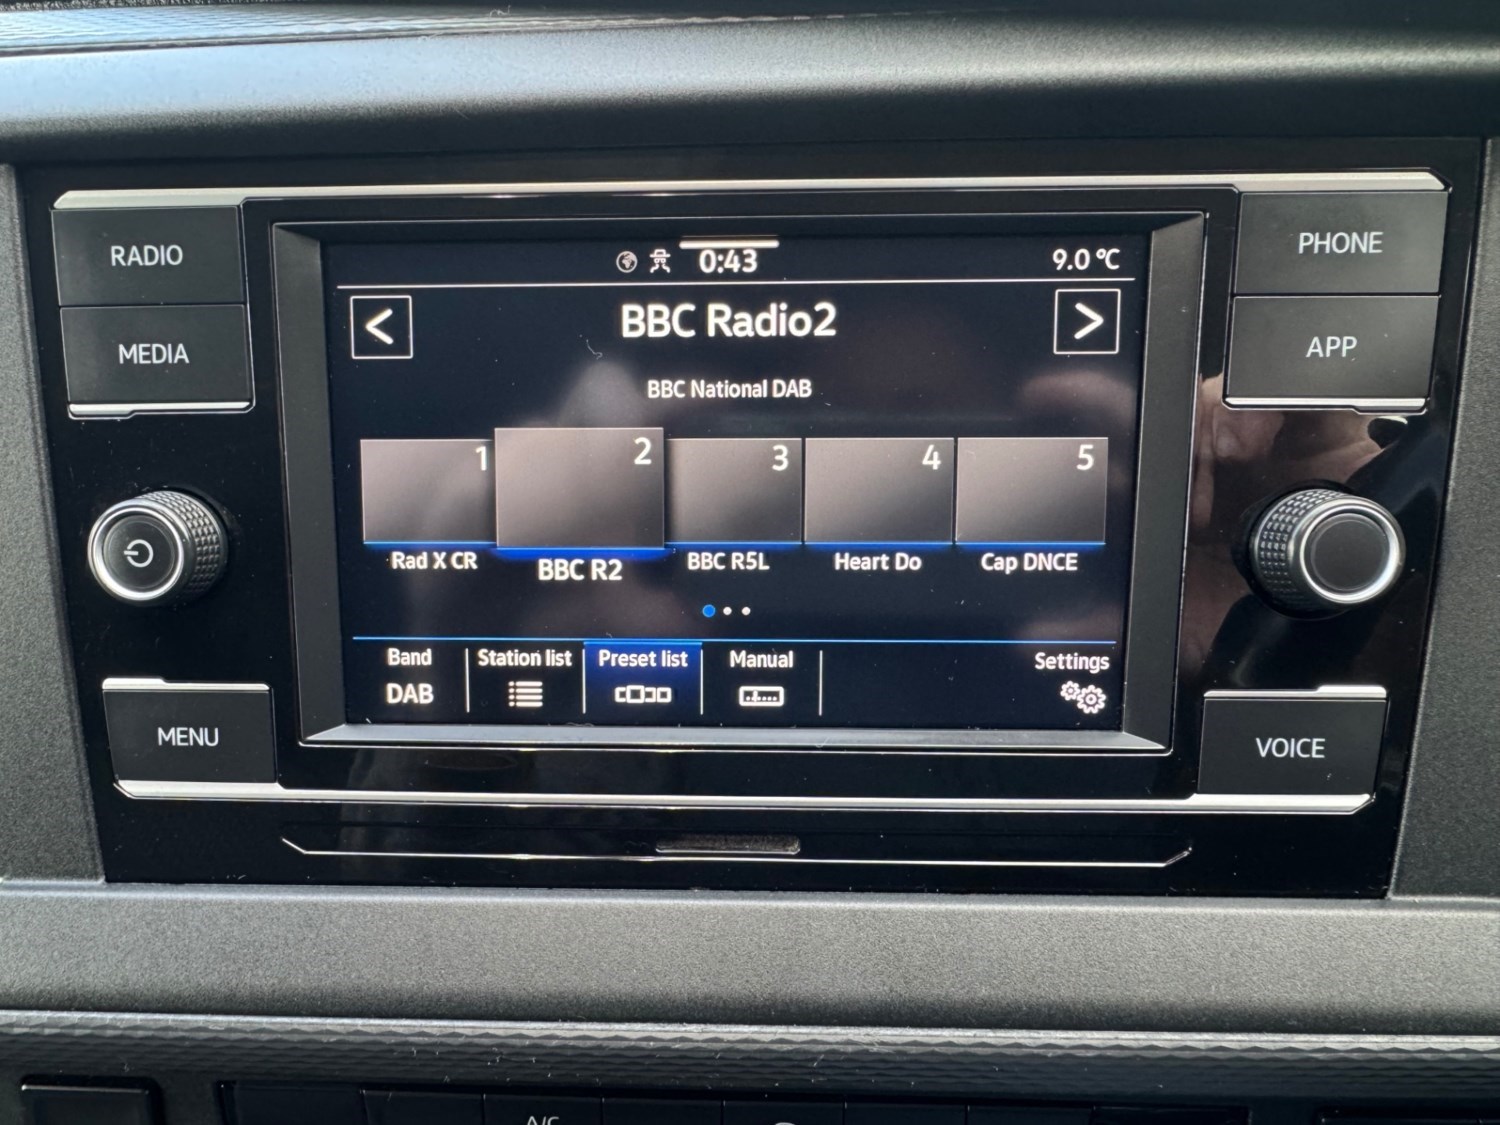 RADIO
MEDIA
MENU
PHONE
APP
VOICE
0:43
9.0 °C
<
BBC Radio2
>
BBC National DAB
1
2
3
4
5
Rad X CR
BBC R2
BBC R5L
Heart Do
Cap DNCE
Band
DAB
Station list
Preset list
Manual
Settings
A/C